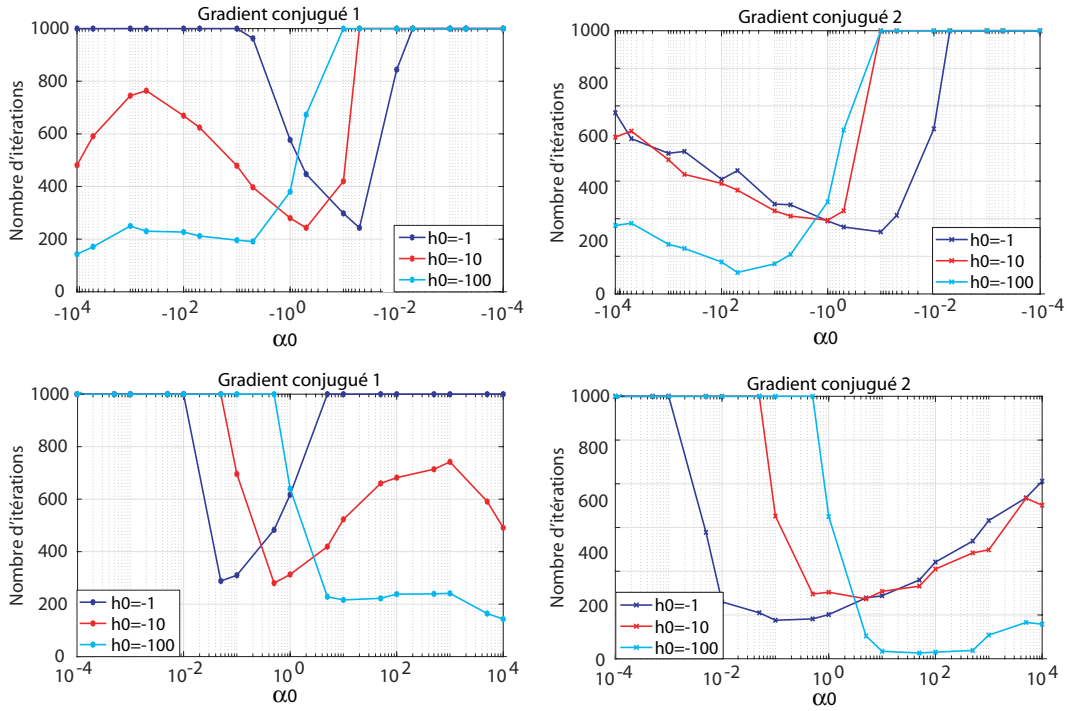 Gradient conjugué 1
Nombre d'itérations
1000
800
600
400
200
0
h0=-1
h0=-10
h0=-100
-10^4
-10^2
-10^0
-10^-2
-10^-4
α0
Gradient conjugué 2
Nombre d'itérations
1000
800
600
400
200
0
h0=-1
h0=-10
h0=-100
-10^4
-10^2
-10^0
-10^-2
-10^-4
α0
Gradient conjugué 1
Nombre d'itérations
1000
800
600
400
200
0
h0=-1
h0=-10
h0=-100
10^-4
10^-2
10^0
10^2
10^4
α0
Gradient conjugué 2
Nombre d'itérations
1000
800
600
400
200
0
h0=-1
h0=-10
h0=-100
10^-4
10^-2
10^0
10^2
10^4
α0